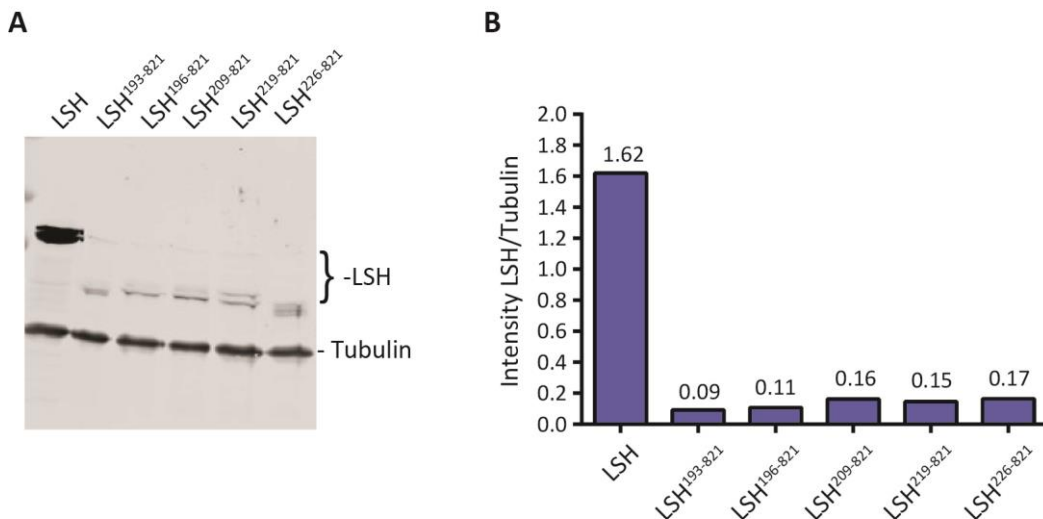 A
LSH
LSH193-821
LSH196-821
LSH209-821
LSH219-821
LSH226-821
-LSH
- Tubulin
B
Intensity LSH/Tubulin
2.0
1.8
1.6
1.4
1.2
1.0
0.8
0.6
0.4
0.2
0.0
1.62
0.09
0.11
0.16
0.15
0.17
LSH
LSH193-821
LSH196-821
LSH209-821
LSH219-821
LSH226-821